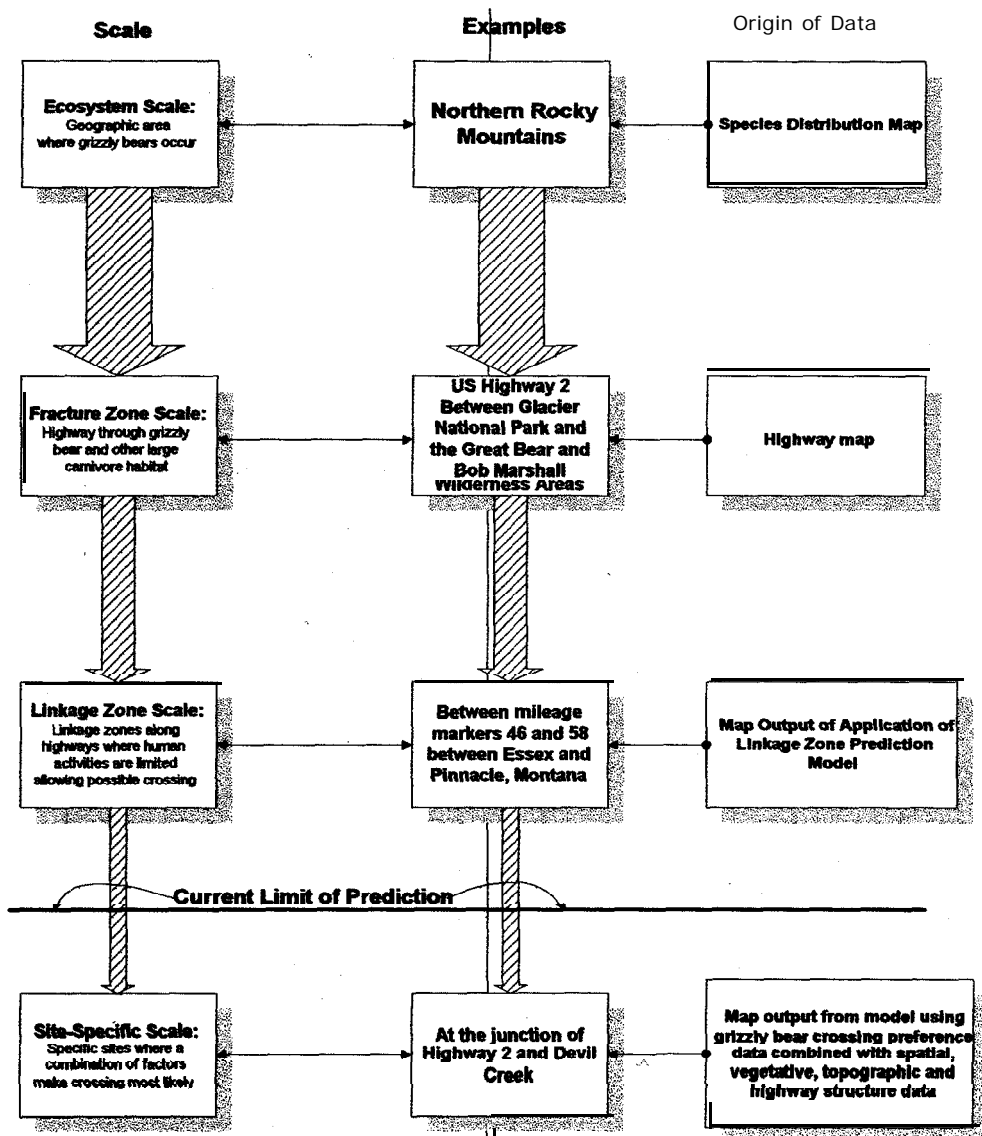 Scale
Examples
Origin of Data
Ecosystem Scale:
Geographic area
where grizzly bears occur
Northern Rocky
Mountains
Species Distribution Map
Fracture Zone Scale:
Highway through grizzly
bear and other large
carnivore habitat
US Highway 2
Between Glacier
National Park and
the Great Bear and
Bob Marshall
Wilderness Areas
Highway map
Linkage Zone Scale:
Linkage zones along
highways where human
activities are limited
allowing possible crossing
Between mileage
markers 46 and 58
between Essex and
Pinnacle, Montana
Map Output of Application of
Linkage Zone Prediction
Model
Current Limit of Prediction
Site-Specific Scale:
Specific sites where a
combination of factors
make crossing most likely
At the junction of
Highway 2 and Devil
Creek
Map output from model using
grizzly bear crossing preference
data combined with spatial,
vegetative, topographic and
highway structure data